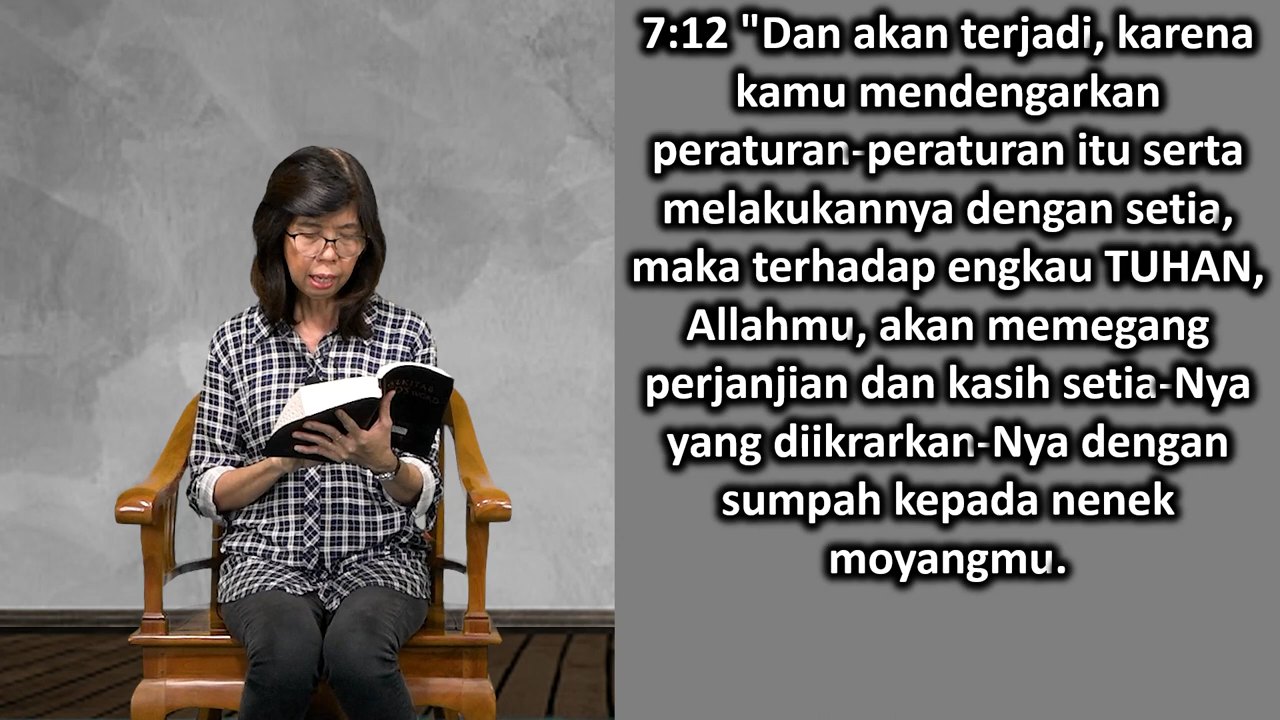 7:12 "Dan akan terjadi, karena
kamu mendengarkan
peraturan-peraturan itu serta
melakukannya dengan setia,
maka terhadap engkau TUHAN,
Allahmu, akan memegang
perjanjian dan kasih setia-Nya
yang diikrarkan-Nya dengan
sumpah kepada nenek
moyangmu.